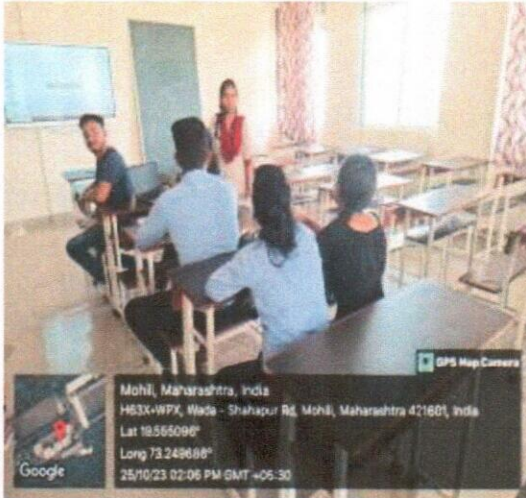 GPS Map Camera
Mohili, Maharashtra, India
H63X+WPX, Wada - Shahapur Rd, Mohili, Maharashtra 421601, India
Lat 19.555096°
Long 73.249686°
25/10/23 02:06 PM GMT +05:30
Google